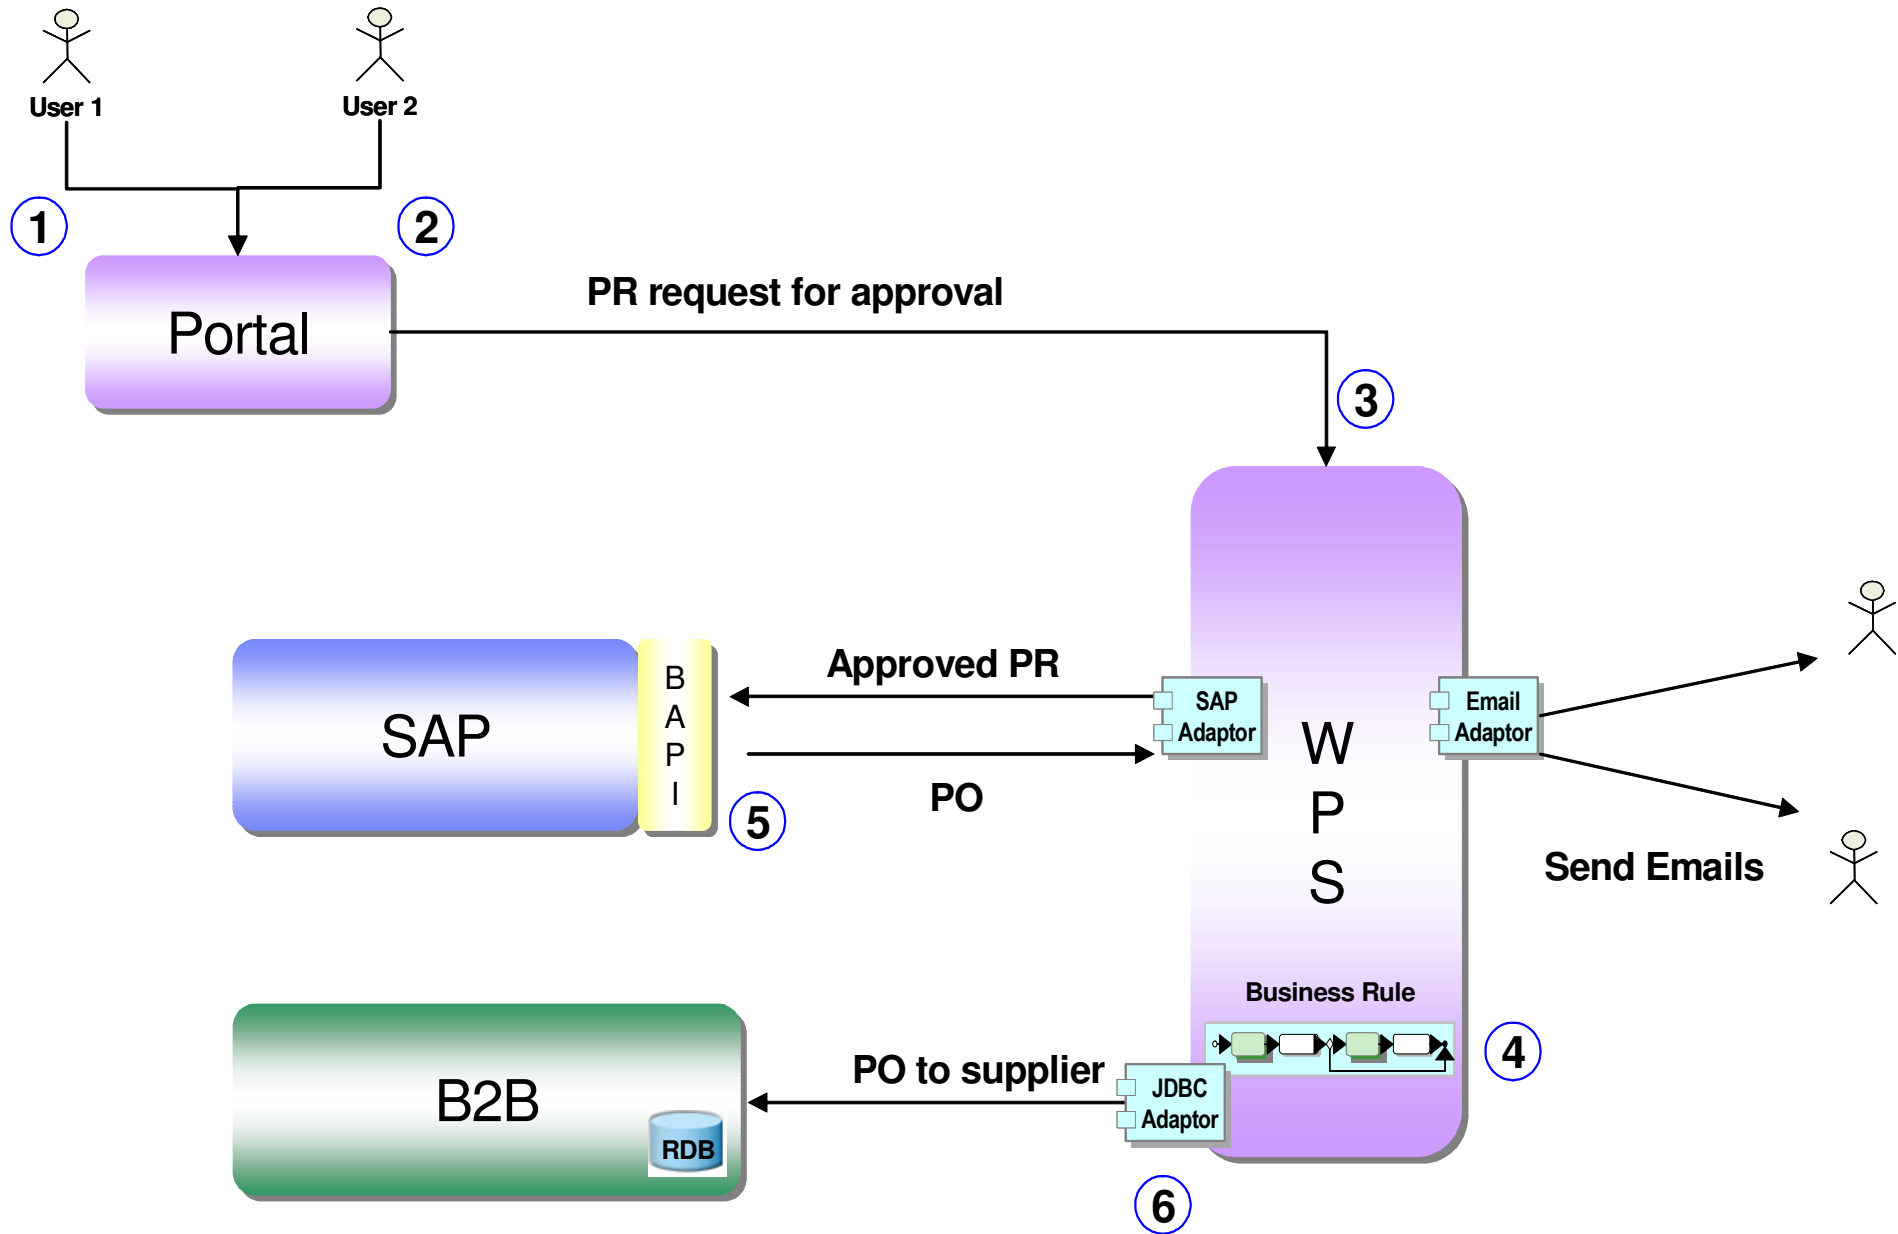 User 1
User 2
1
2
Portal
PR request for approval
3
Approved PR
SAP
B
A
P
I
SAP
Adaptor
W
P
S
Email
Adaptor
PO
5
Send Emails
Business Rule
4
PO to supplier
JDBC
Adaptor
B2B
RDB
6